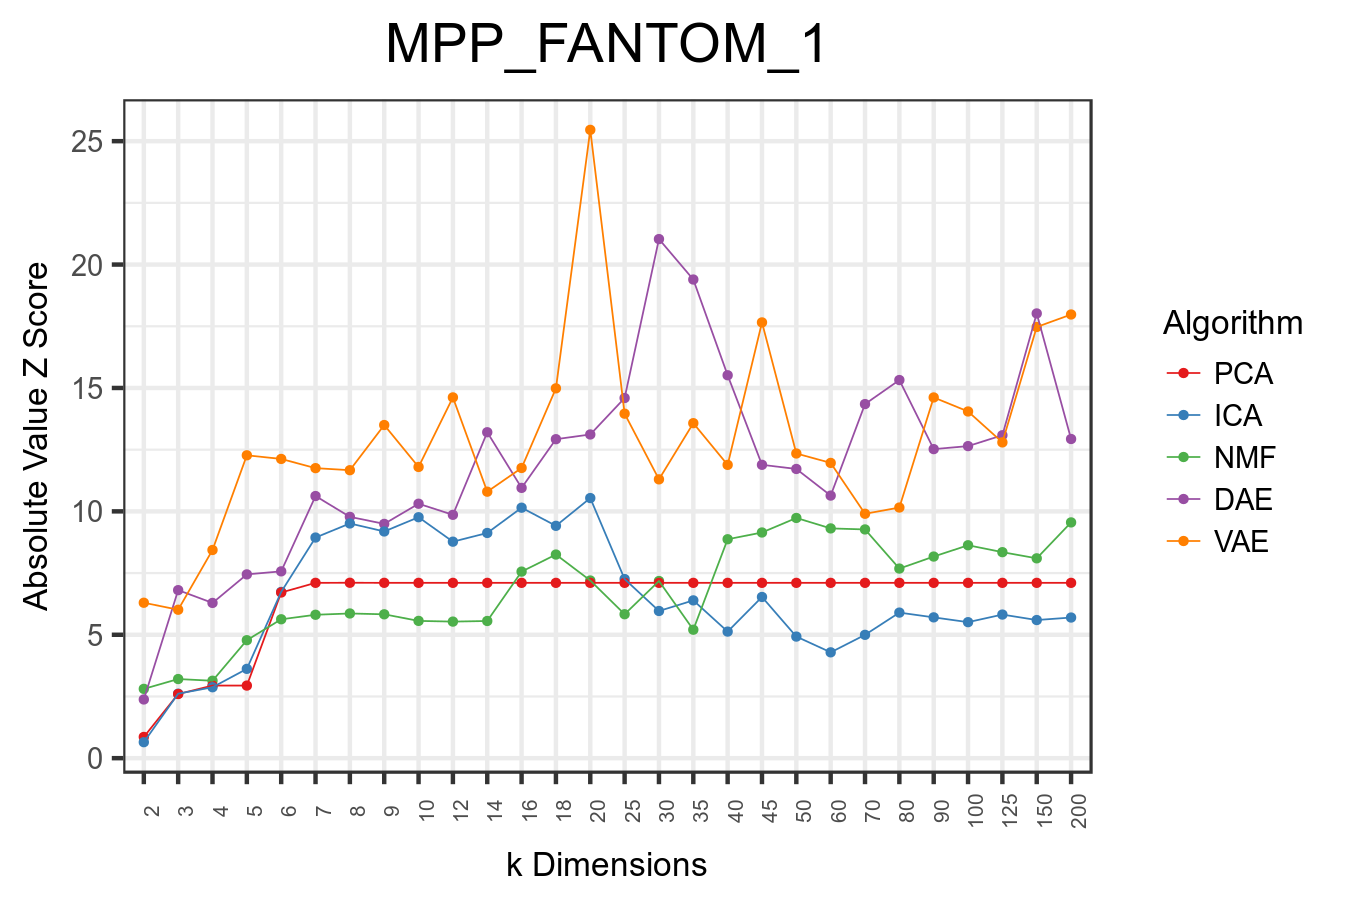 MPP_FANTOM_1
Absolute Value Z Score
25
20
15
10
5
0
2 3 4 5 6 7 8 9 10 12 14 16 18 20 25 30 35 40 45 50 60 70 80 90 100 125 150 200
k Dimensions
Algorithm
PCA
ICA
NMF
DAE
VAE